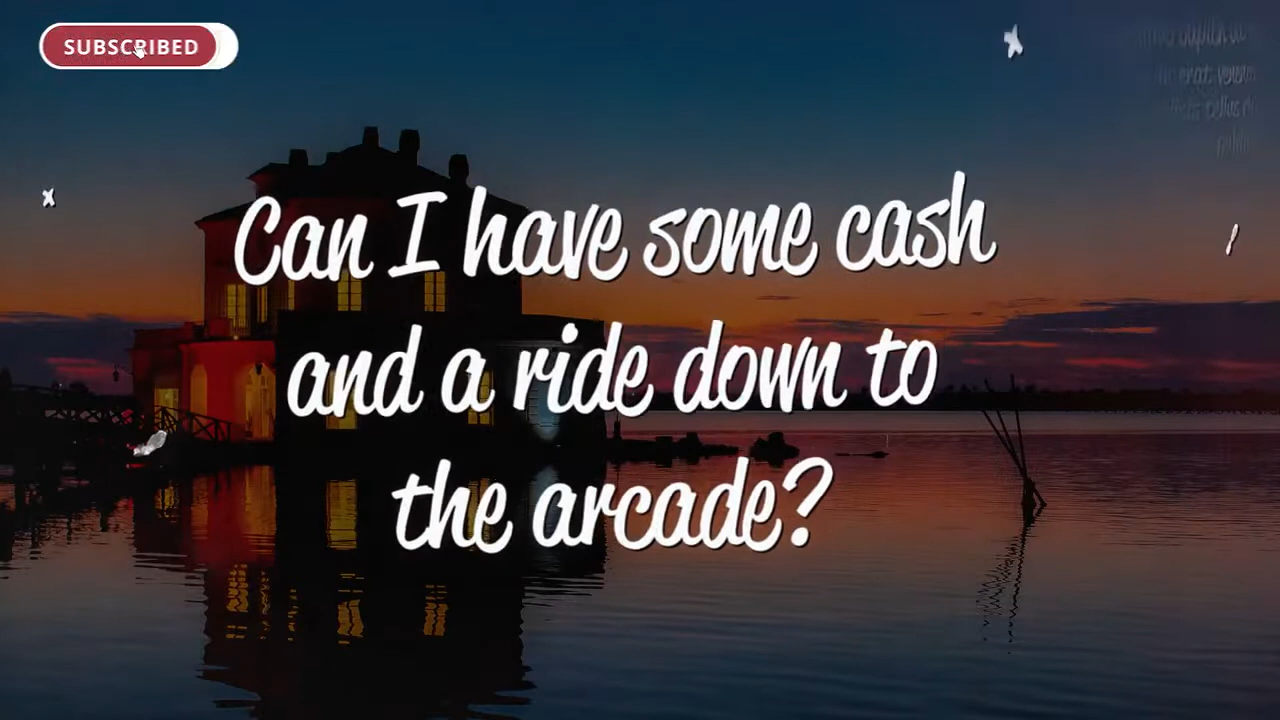 SUBSCRIBED
Can I have some cash
and a ride down to
the arcade?